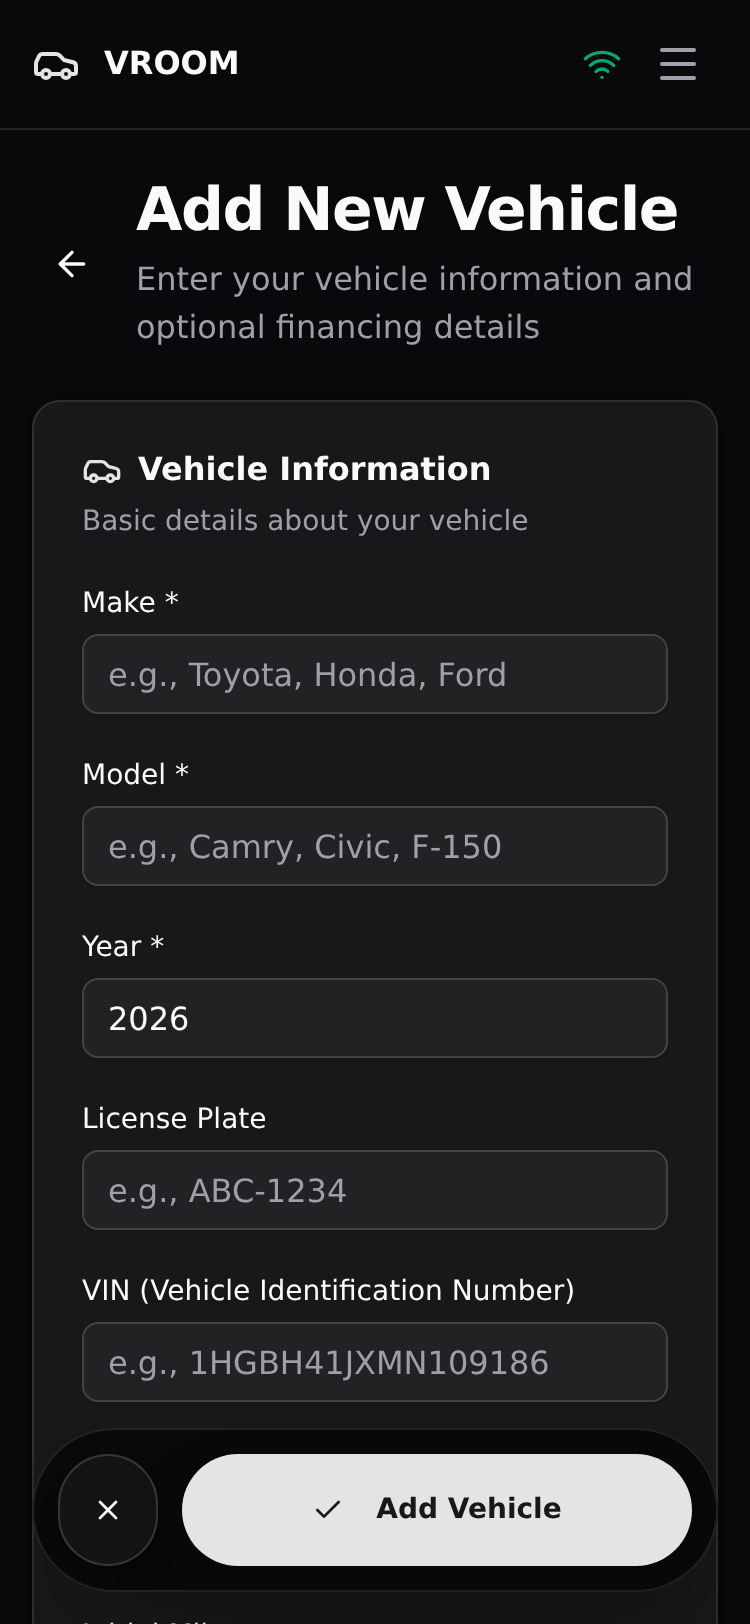 VROOM
Add New Vehicle
Enter your vehicle information and
optional financing details
Vehicle Information
Basic details about your vehicle
Make *
e.g., Toyota, Honda, Ford
Model *
e.g., Camry, Civic, F-150
Year *
2026
License Plate
e.g., ABC-1234
VIN (Vehicle Identification Number)
e.g., 1HGBH41JXMN109186
Add Vehicle